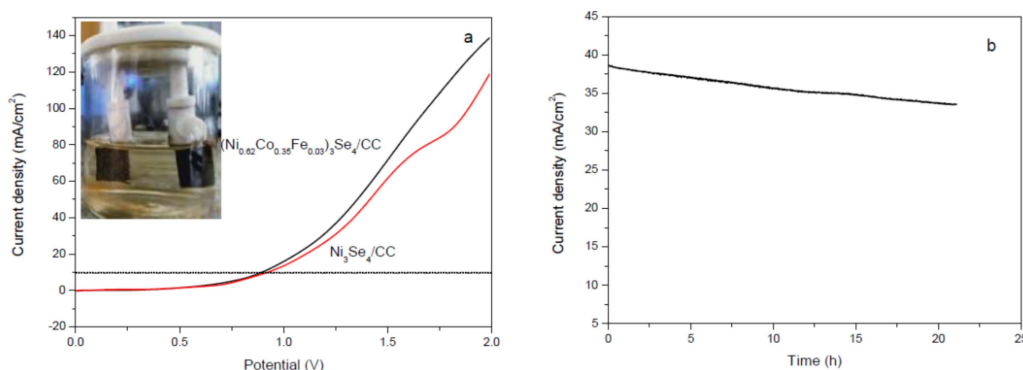 a
140
120
100
80
60
40
20
0
-20
0.0 0.5 1.0 1.5 2.0
Current density (mA/cm²)
Potential (V)
(Ni₀.₆₂Co₀.₃₅Fe₀.₀₃)₃Se₄/CC
Ni₃Se₄/CC
b
45
40
35
30
25
20
15
10
5
0 5 10 15 20 25
Current density (mA/cm²)
Time (h)